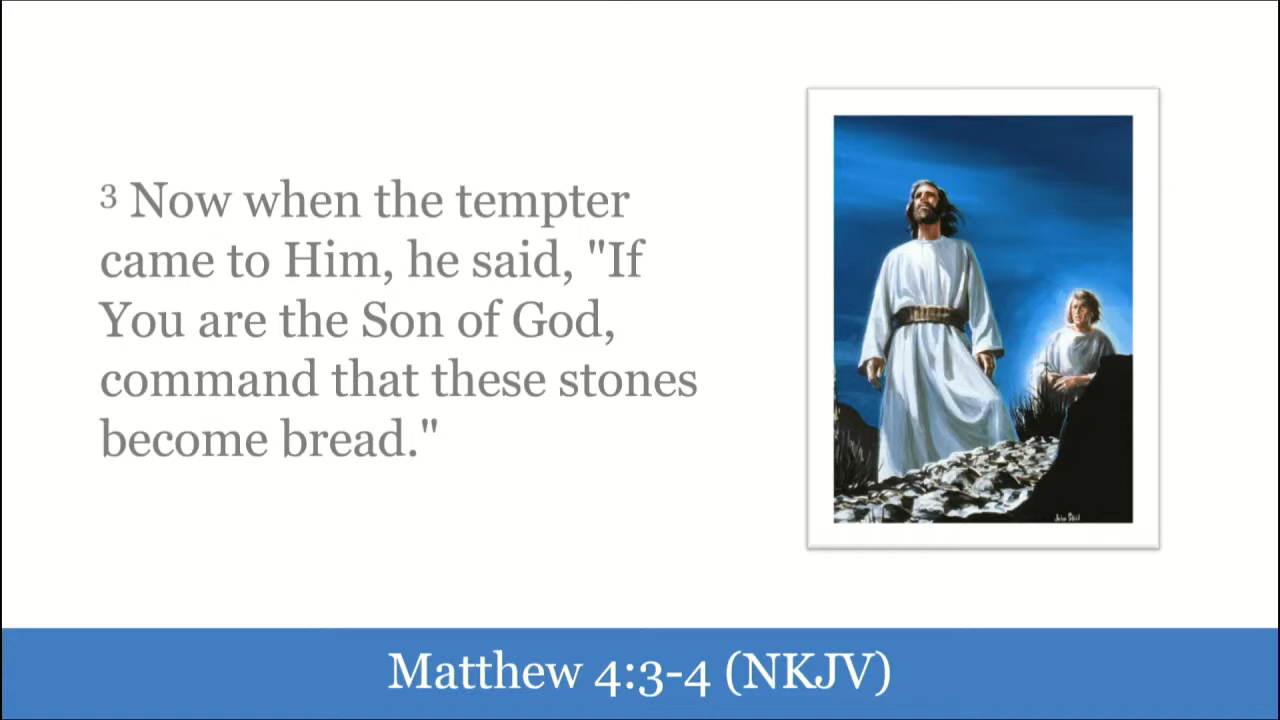 3 Now when the tempter
came to Him, he said, "If
You are the Son of God,
command that these stones
become bread."
Matthew 4:3-4 (NKJV)